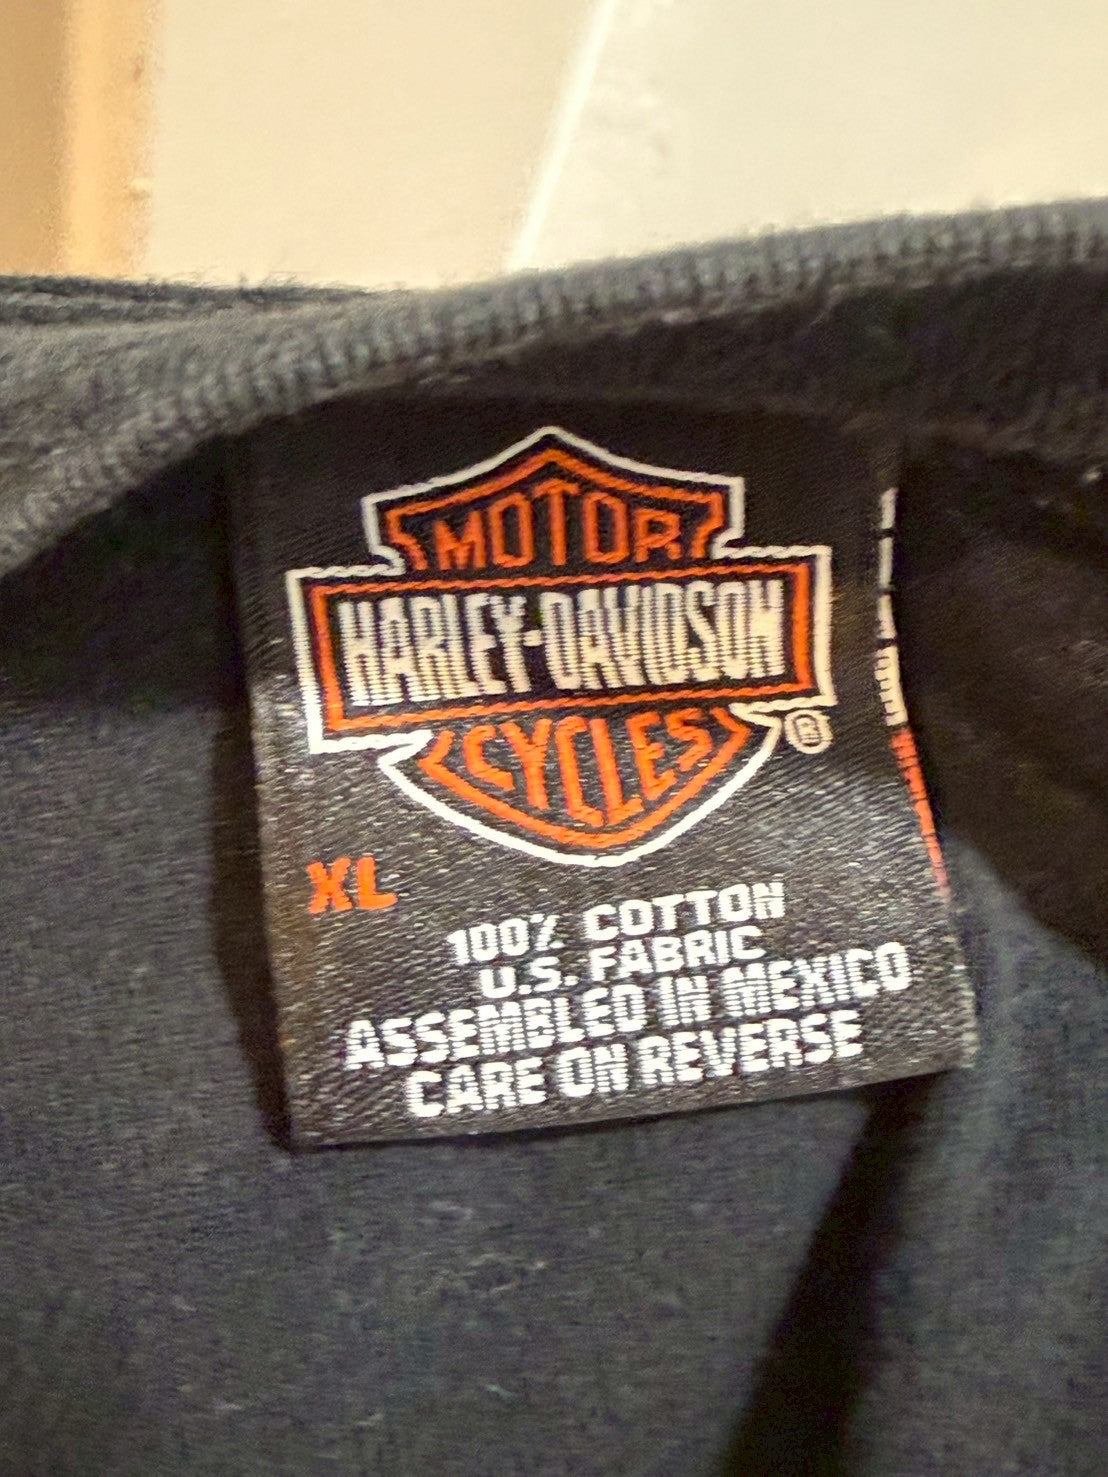 MOTOR
HARLEY-DAVIDSON
CYCLES ®
XL
100% COTTON
U.S. FABRIC
ASSEMBLED IN MEXICO
CARE ON REVERSE